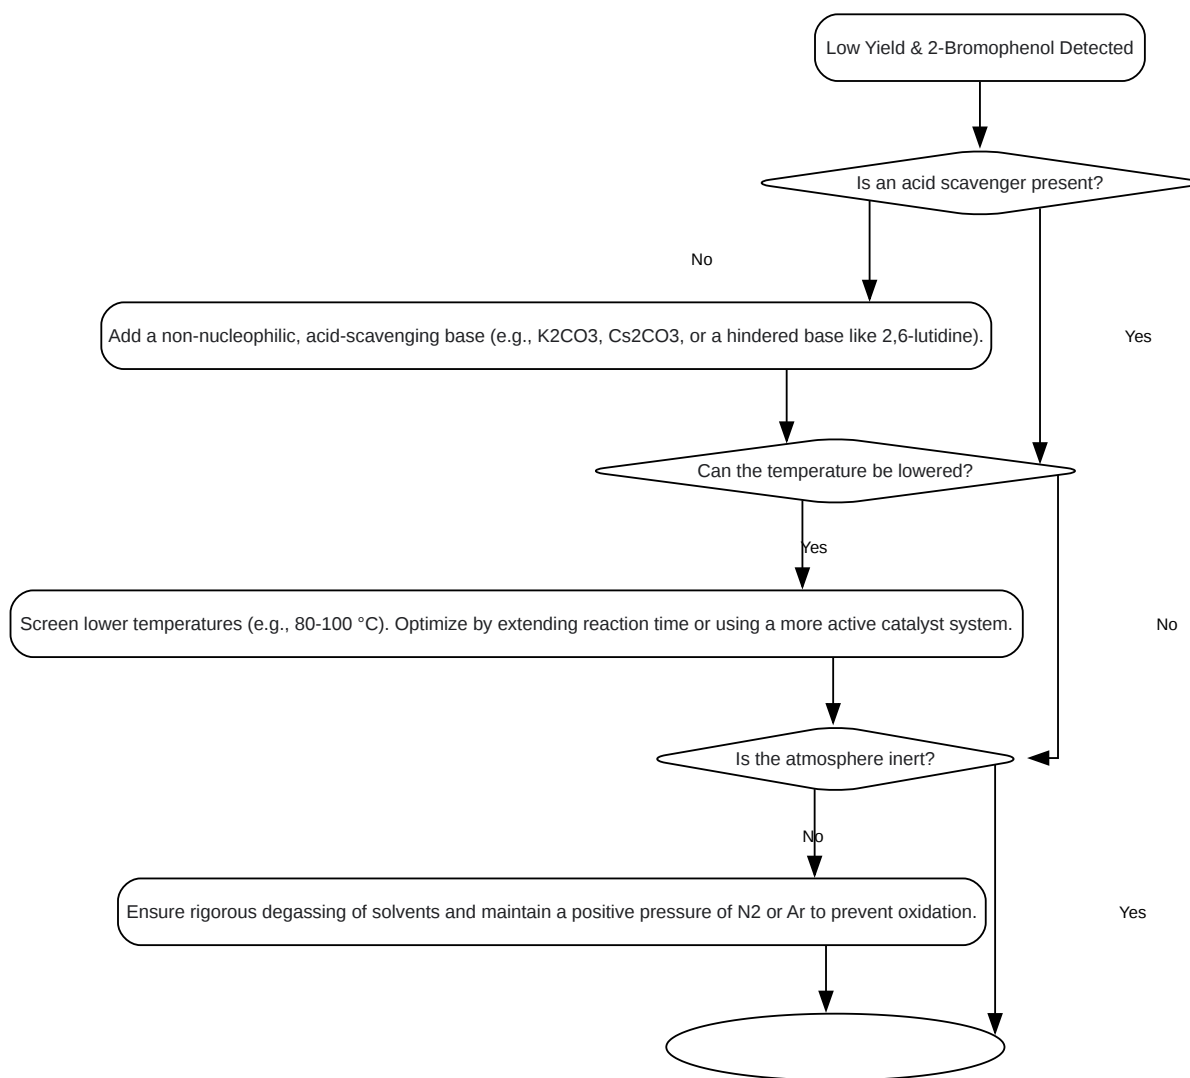 Low Yield & 2-Bromophenol Detected
Is an acid scavenger present?
No
Add a non-nucleophilic, acid-scavenging base (e.g., K2CO3, Cs2CO3, or a hindered base like 2,6-lutidine).
Yes
Can the temperature be lowered?
Yes
Screen lower temperatures (e.g., 80-100 °C). Optimize by extending reaction time or using a more active catalyst system.
No
Is the atmosphere inert?
No
Ensure rigorous degassing of solvents and maintain a positive pressure of N2 or Ar to prevent oxidation.
Yes